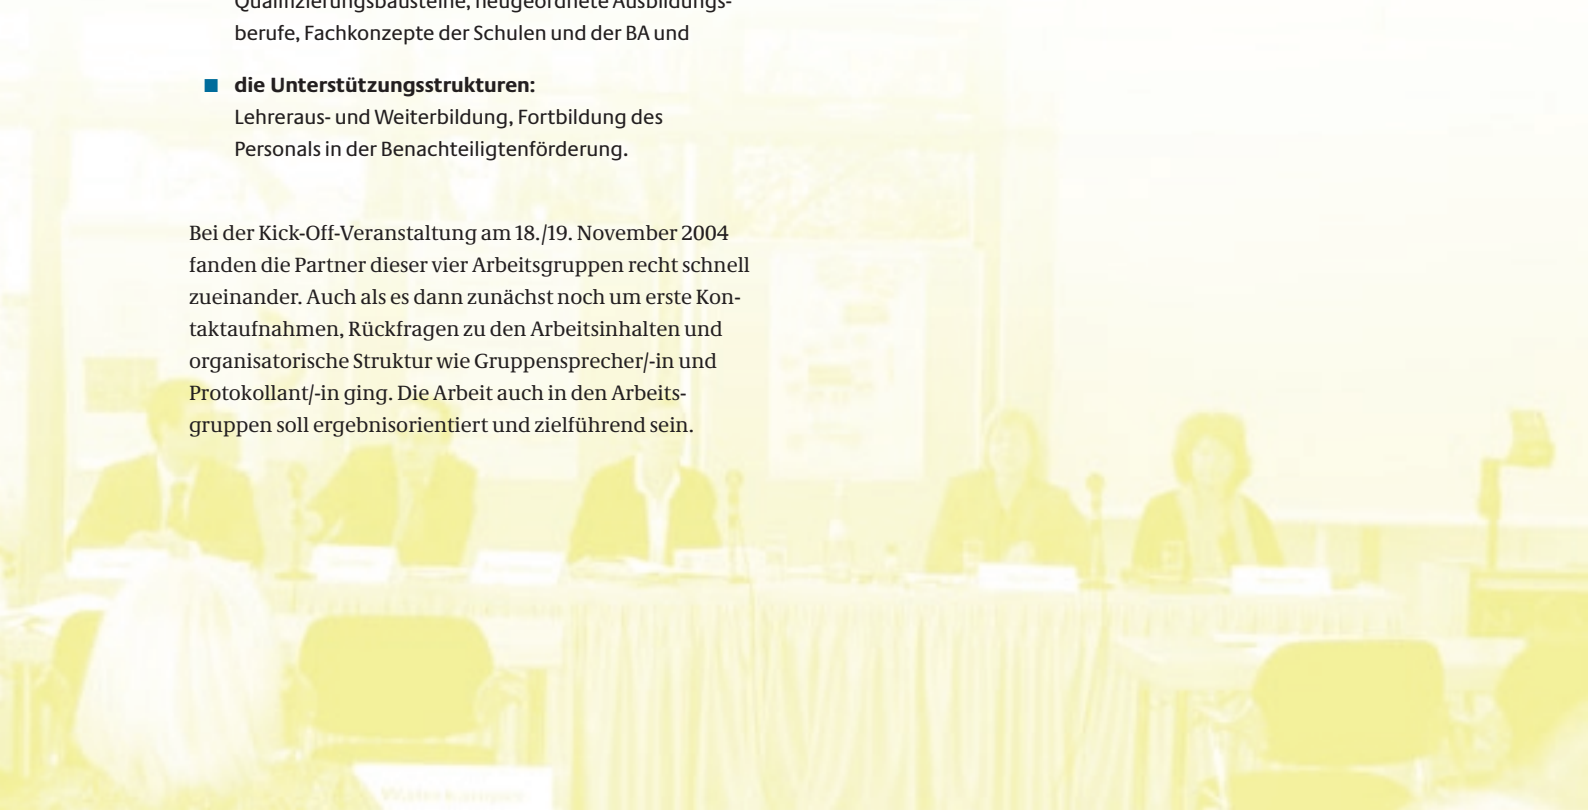 Qualifizierungsbausteine, neugeordnete Ausbildungs-
berufe, Fachkonzepte der Schulen und der BA und
die Unterstützungsstrukturen:
Lehreraus- und Weiterbildung, Fortbildung des
Personals in der Benachteiligtenförderung.
Bei der Kick-Off-Veranstaltung am 18./19. November 2004
fanden die Partner dieser vier Arbeitsgruppen recht schnell
zueinander. Auch als es dann zunächst noch um erste Kon-
taktaufnahmen, Rückfragen zu den Arbeitsinhalten und
organisatorische Struktur wie Gruppensprecher/-in und
Protokollant/-in ging. Die Arbeit auch in den Arbeits-
gruppen soll ergebnisorientiert und zielführend sein.